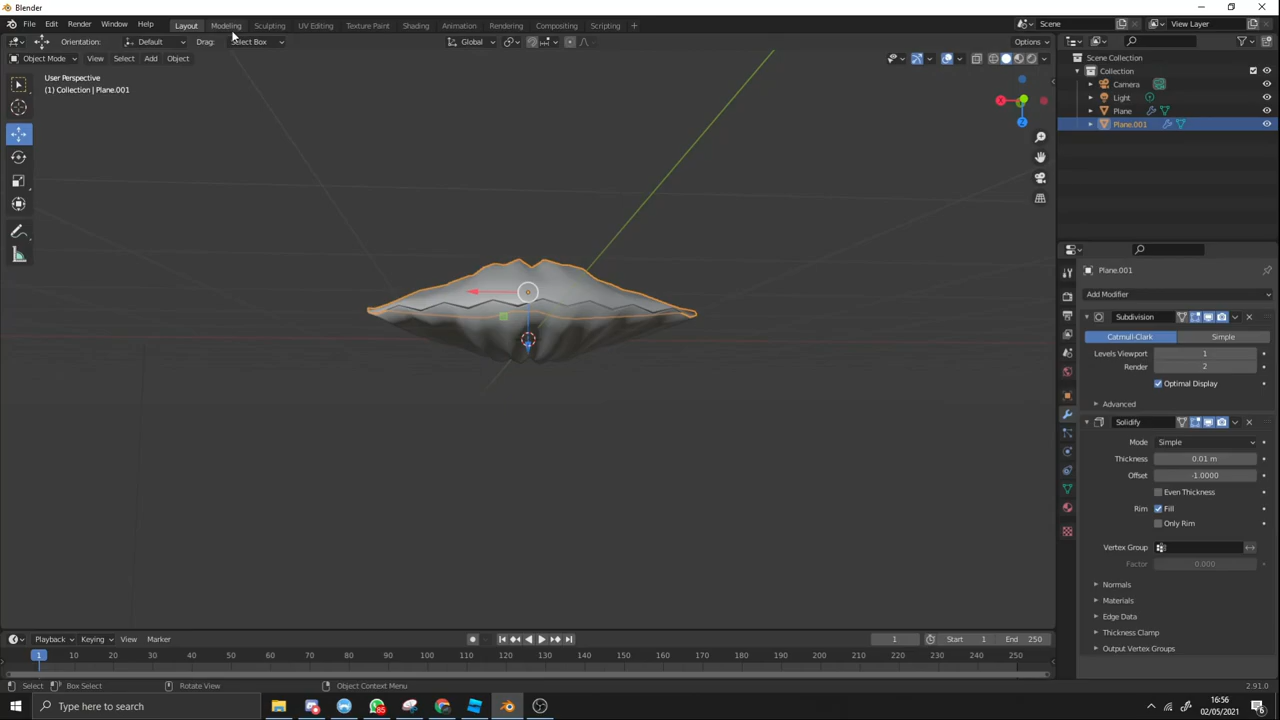 Blender
File Edit Render Window Help Layout Modeling Sculpting UV Editing Texture Paint Shading Animation Rendering Compositing Scripting + Scene View Layer
Orientation: Default Drag: Select Box Global Options
Object Mode View Select Add Object
User Perspective
(1) Collection | Plane.001
X
Z
Scene Collection
Collection
Camera
Light
Plane
Plane.001
Plane.001
Add Modifier
Subdivision
Catmull-Clark Simple
Levels Viewport 1
Render 2
Optimal Display
Advanced
Solidify
Mode Simple
Thickness 0.01 m
Offset -1.0000
Even Thickness
Rim Fill
Only Rim
Vertex Group
Factor 0.000
Normals
Materials
Edge Data
Thickness Clamp
Output Vertex Groups
Playback Keying View Marker 1 Start 1 End 250
1 10 20 30 40 50 60 70 80 90 100 110 120 130 140 150 160 170 180 190 200 210 220 230 240 250
Select Box Select Rotate View Object Context Menu 2.91.0
Type here to search 85 16:56
02/05/2021